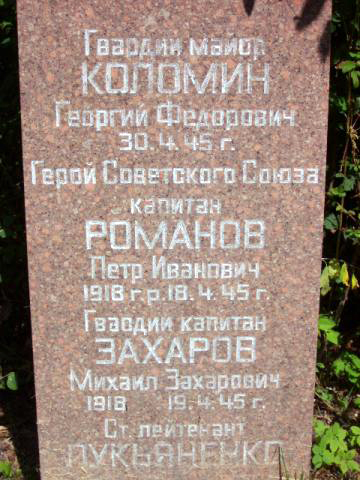 Гвардии майор
КОЛОМИН
Георгий Федорович
30.4.45 г.
Герой Советского Союза
капитан
РОМАНОВ
Петр Иванович
1918 г.р. 18.4.45 г.
Гвардии капитан
ЗАХАРОВ
Михаил Захарович
1918 19.4.45 г.
Ст. лейтенант
ЛУКЬЯНЕНКО